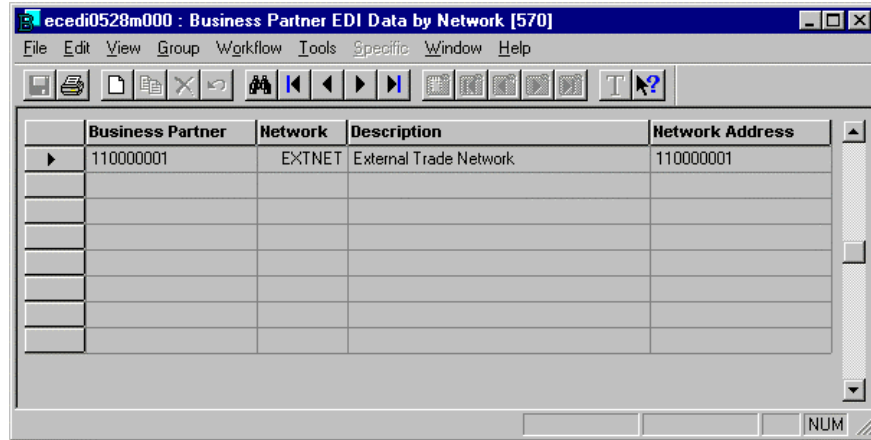 B ecedi0528m000 : Business Partner EDI Data by Network [570]
File Edit View Group Workflow Tools Specific Window Help
T ?
Business Partner Network Description Network Address
110000001 EXTNET External Trade Network 110000001
NUM